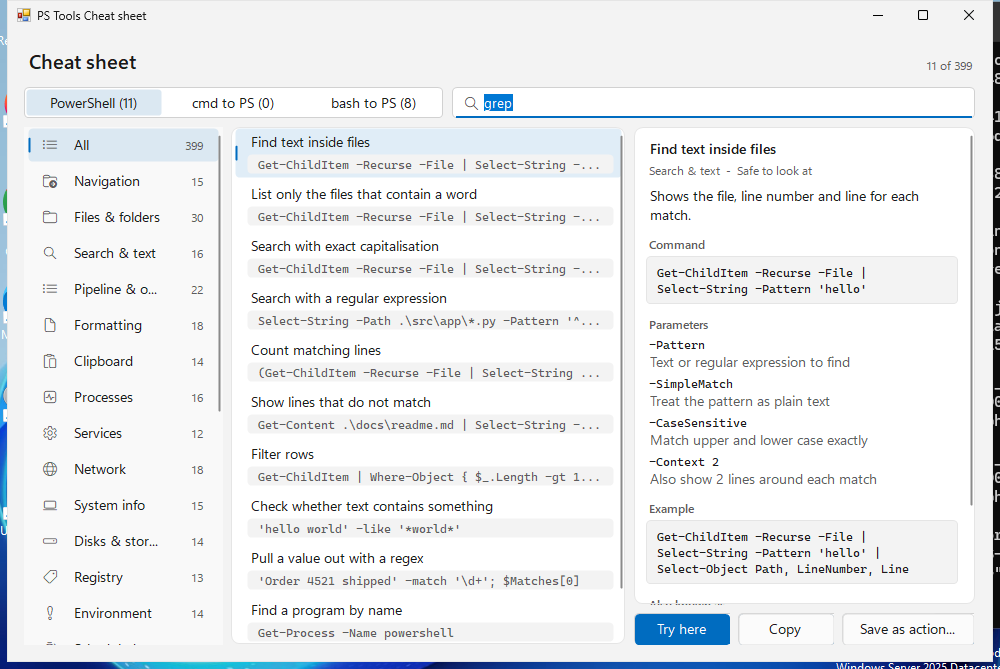 PS Tools Cheat sheet
Cheat sheet
11 of 399
PowerShell (11)
cmd to PS (0)
bash to PS (8)
grep
All 399
Navigation 15
Files & folders 30
Search & text 16
Pipeline & o... 22
Formatting 18
Clipboard 14
Processes 16
Services 12
Network 18
System info 15
Disks & stor... 14
Registry 13
Environment 14
Find text inside files
Get-ChildItem -Recurse -File | Select-String -...
List only the files that contain a word
Get-ChildItem -Recurse -File | Select-String -...
Search with exact capitalisation
Get-ChildItem -Recurse -File | Select-String -...
Search with a regular expression
Select-String -Path .\src\app\*.py -Pattern '^...
Count matching lines
(Get-ChildItem -Recurse -File | Select-String ...
Show lines that do not match
Get-Content .\docs\readme.md | Select-String -...
Filter rows
Get-ChildItem | Where-Object { $_.Length -gt 1...
Check whether text contains something
'hello world' -like '*world*'
Pull a value out with a regex
'Order 4521 shipped' -match '\d+'; $Matches[0]
Find a program by name
Get-Process -Name powershell
Find text inside files
Search & text - Safe to look at
Shows the file, line number and line for each
match.
Command
Get-ChildItem -Recurse -File |
Select-String -Pattern 'hello'
Parameters
-Pattern
Text or regular expression to find
-SimpleMatch
Treat the pattern as plain text
-CaseSensitive
Match upper and lower case exactly
-Context 2
Also show 2 lines around each match
Example
Get-ChildItem -Recurse -File |
Select-String -Pattern 'hello' |
Select-Object Path, LineNumber, Line
Try here
Copy
Save as action...
Windows Server 2025 Datacente